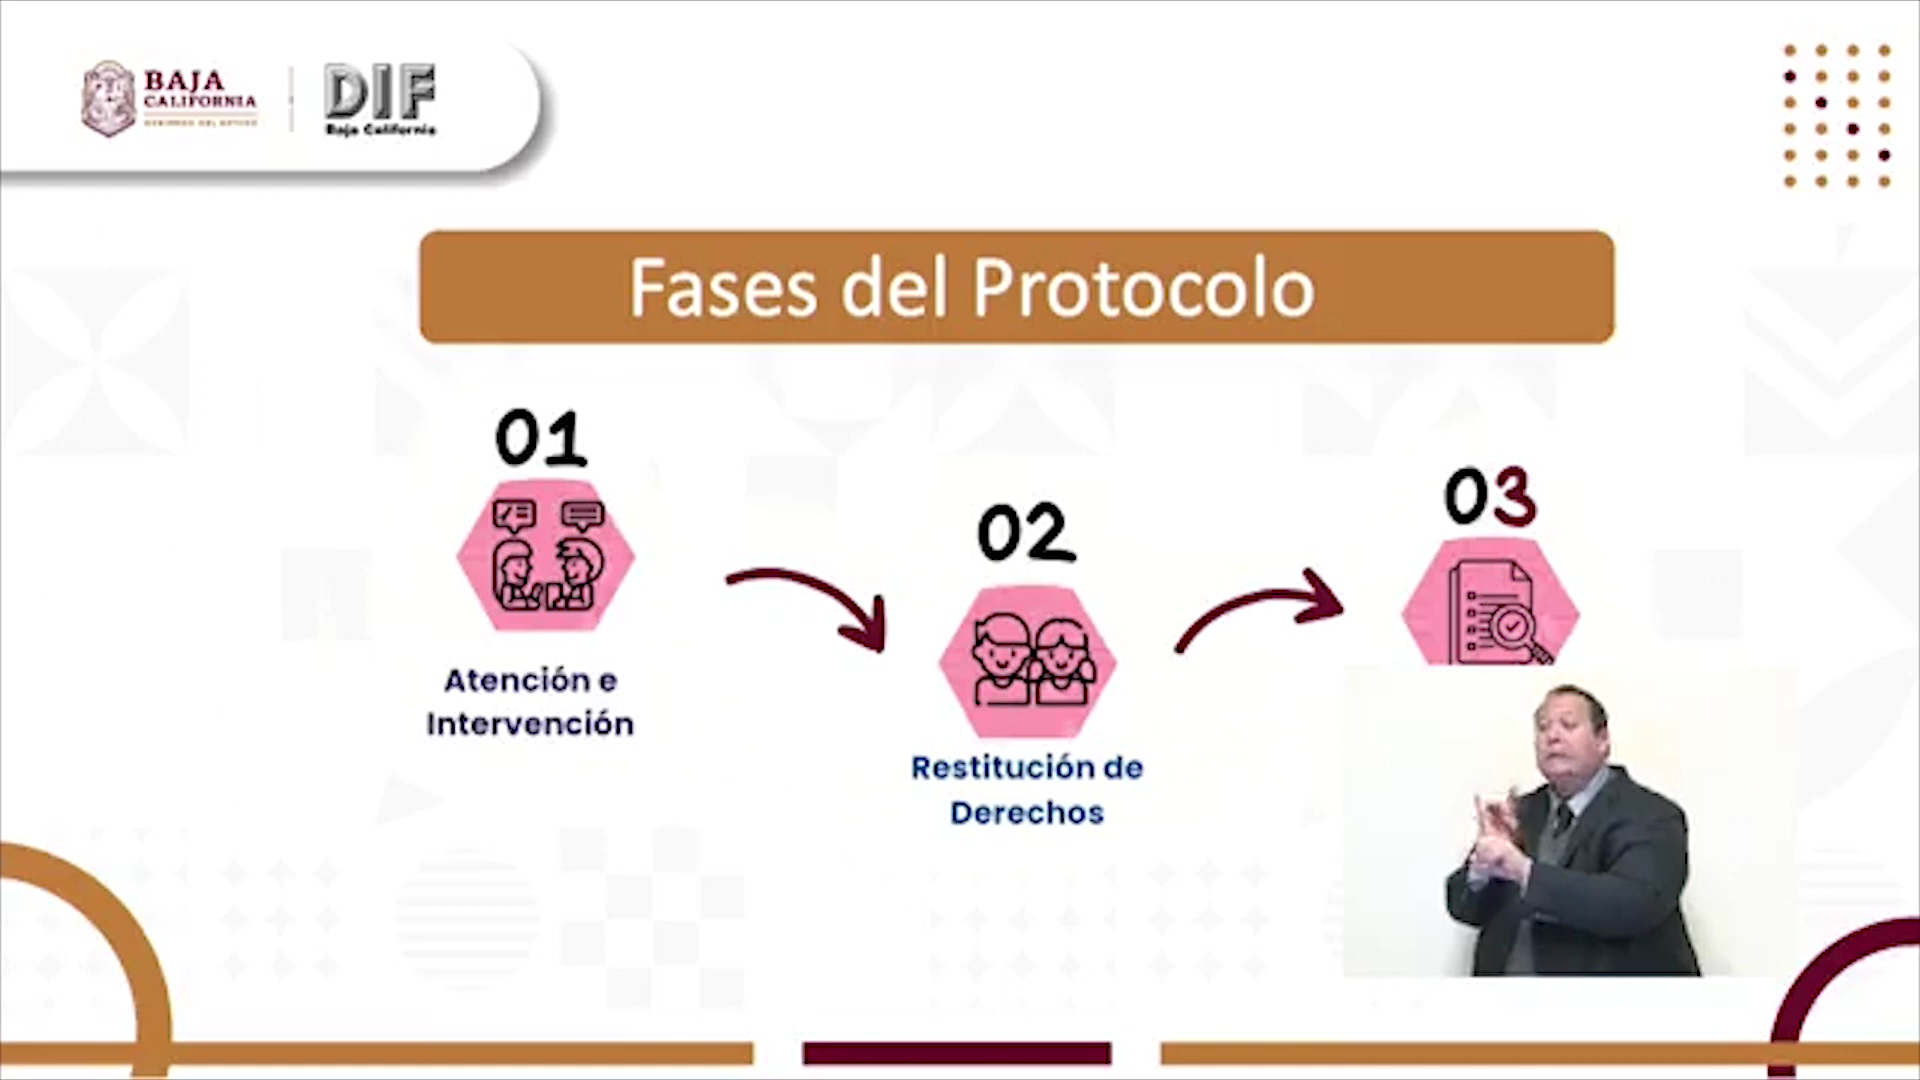 BAJA
CALIFORNIA
DIF
Baja California
Fases del Protocolo
01
02
03
Atención e
Intervención
Restitución de
Derechos